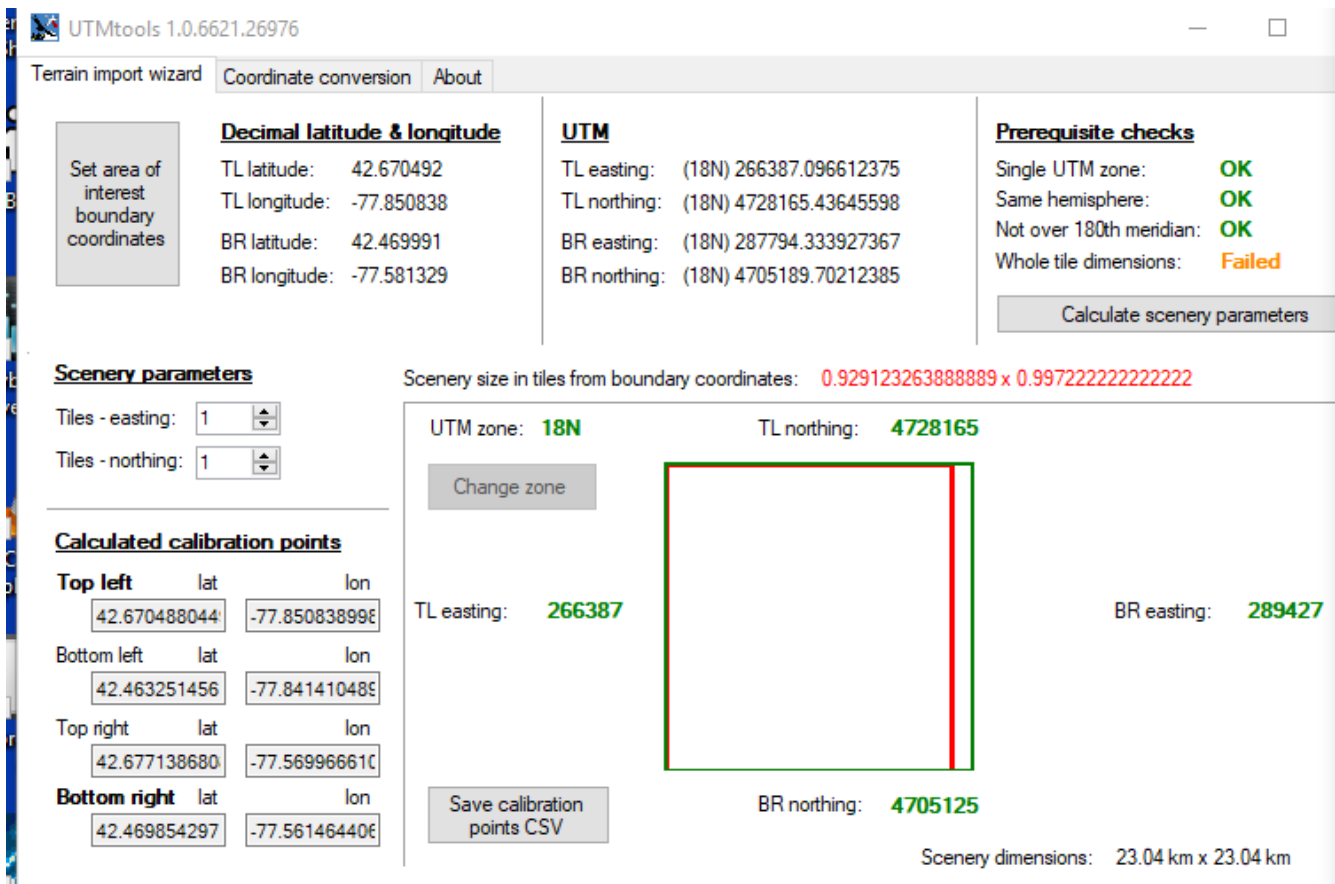 UTMtools 1.0.6621.26976
Terrain import wizard Coordinate conversion About
Set area of interest boundary coordinates
Decimal latitude & longitude
TL latitude: 42.670492
TL longitude: -77.850838
BR latitude: 42.469991
BR longitude: -77.581329
UTM
TL easting: (18N) 266387.096612375
TL northing: (18N) 4728165.43645598
BR easting: (18N) 287794.333927367
BR northing: (18N) 4705189.70212385
Prerequisite checks
Single UTM zone: OK
Same hemisphere: OK
Not over 180th meridian: OK
Whole tile dimensions: Failed
Calculate scenery parameters
Scenery parameters
Tiles - easting: 1
Tiles - northing: 1
Calculated calibration points
Top left lat lon
42.670488044 -77.850838998
Bottom left lat lon
42.463251456 -77.841410489
Top right lat lon
42.677138680 -77.569966610
Bottom right lat lon
42.469854297 -77.561464406
Scenery size in tiles from boundary coordinates: 0.929123263888889 x 0.997222222222222
UTM zone: 18N
TL northing: 4728165
Change zone
TL easting: 266387
BR easting: 289427
Save calibration points CSV
BR northing: 4705125
Scenery dimensions: 23.04 km x 23.04 km